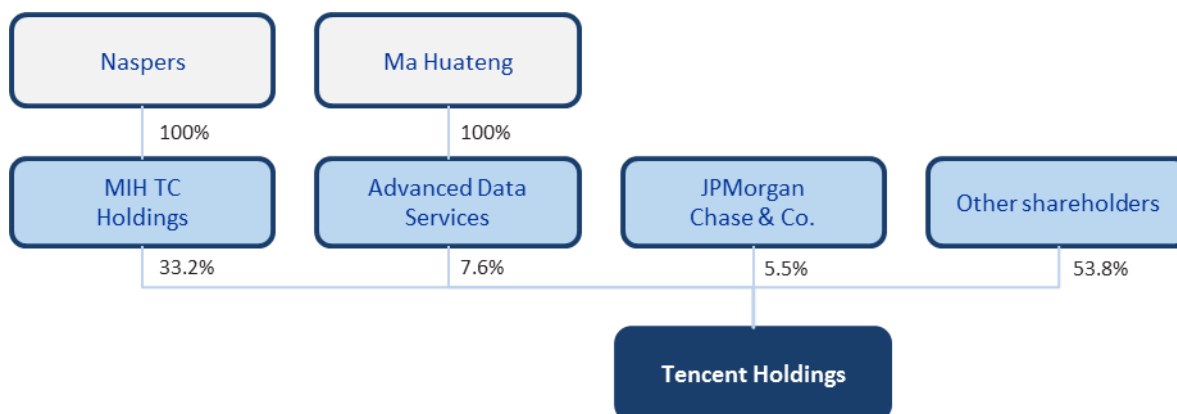 Naspers
Ma Huateng
100%
100%
MIH TC
Holdings
Advanced Data
Services
JPMorgan
Chase & Co.
Other shareholders
33.2%
7.6%
5.5%
53.8%
Tencent Holdings